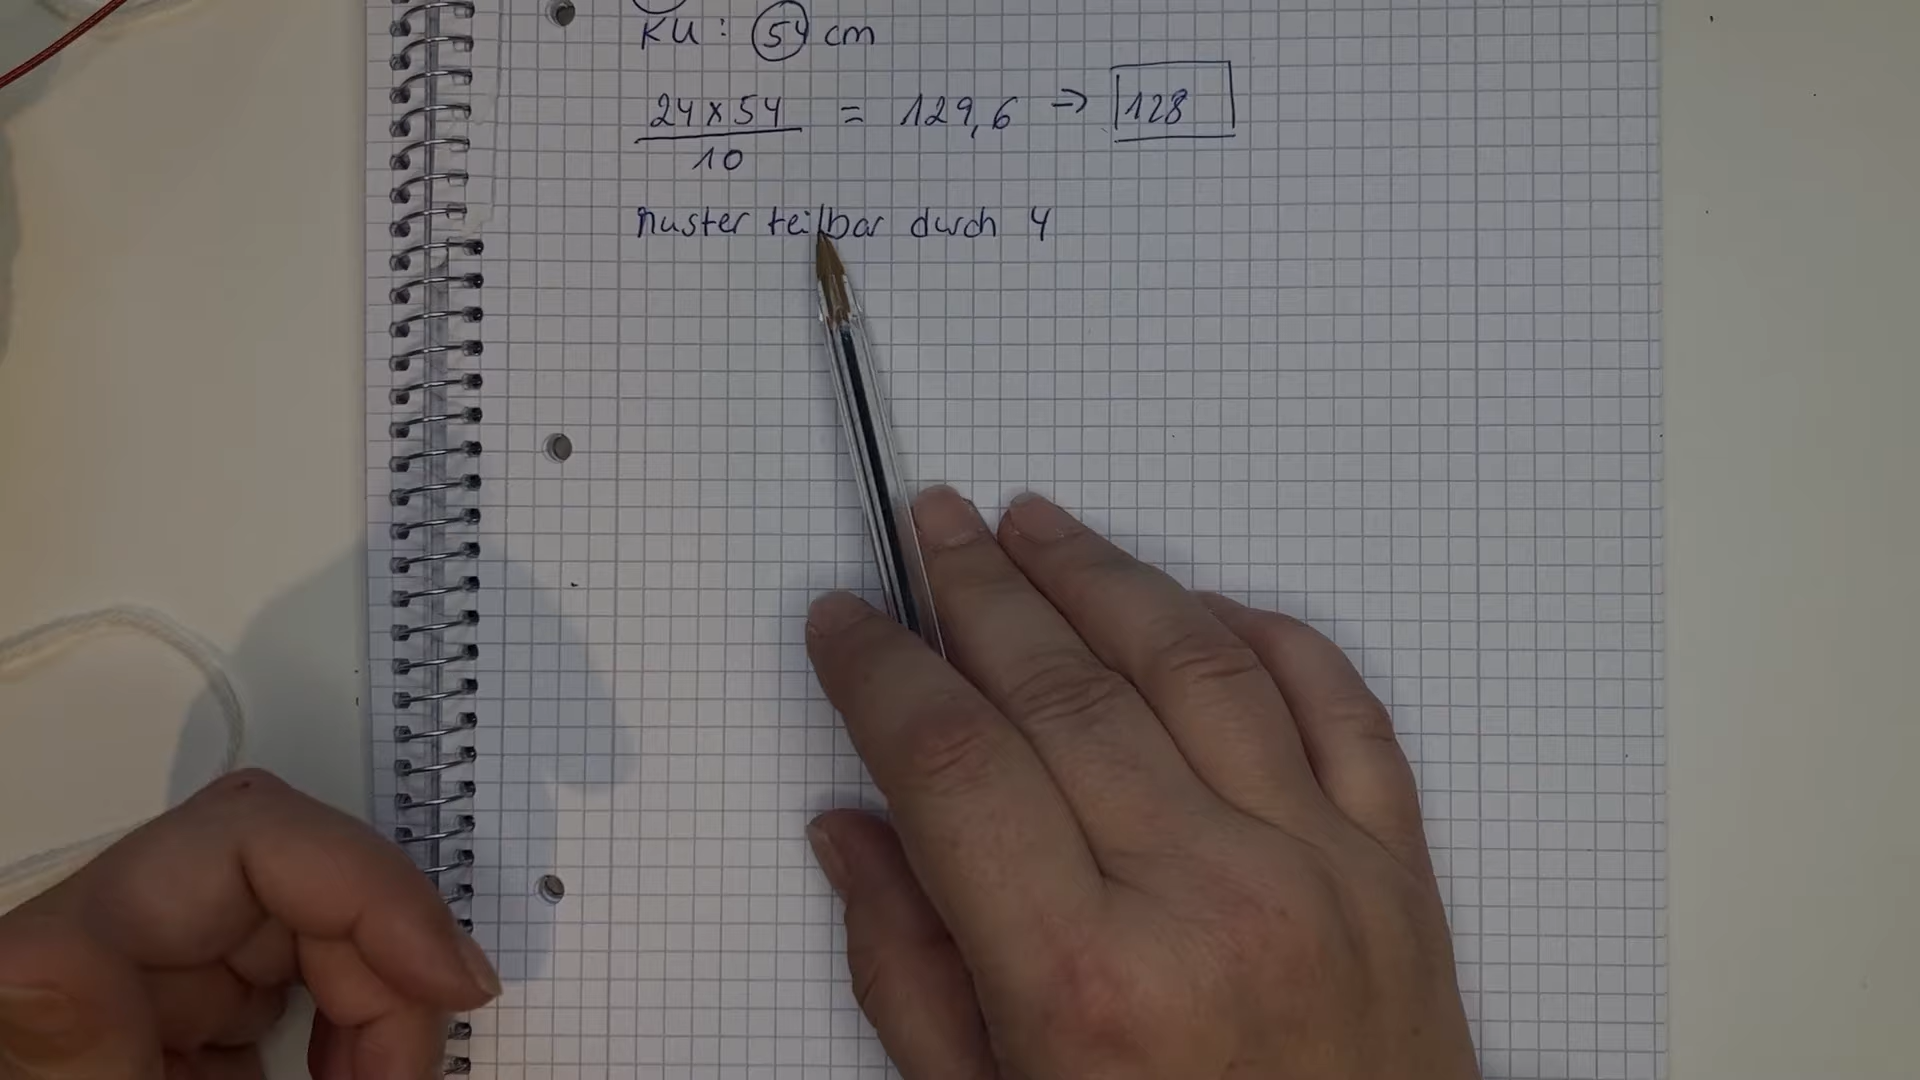 KU: 54 cm
24 x 54 = 129,6 → 128
10
Muster teilbar durch 4